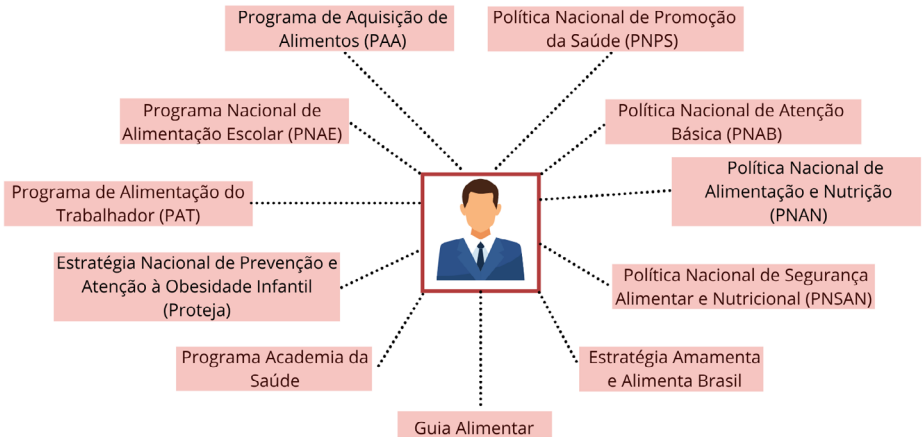 Programa de Aquisição de
Alimentos (PAA)
Política Nacional de Promoção
da Saúde (PNPS)
Programa Nacional de
Alimentação Escolar (PNAE)
Política Nacional de Atenção
Básica (PNAB)
Política Nacional de
Alimentação e Nutrição
(PNAN)
Programa de Alimentação do
Trabalhador (PAT)
Estratégia Nacional de Prevenção e
Atenção à Obesidade Infantil
(Proteja)
Política Nacional de Segurança
Alimentar e Nutricional (PNSAN)
Programa Academia da
Saúde
Estratégia Amamenta
e Alimenta Brasil
Guia Alimentar